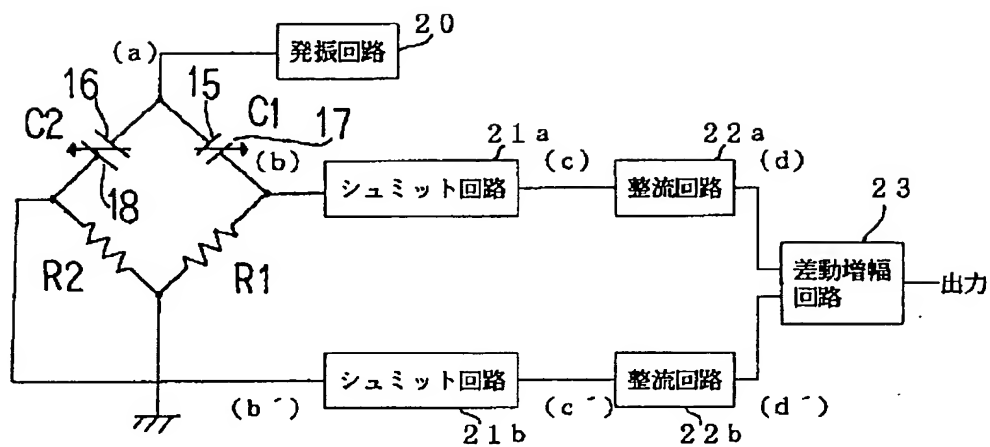 (a)
発振回路
20
16
15
C2
C1
17
(b)
18
R2
R1
21a
シュミット回路
(c)
22a
整流回路
(d)
23
差動増幅
回路
出力
(b´)
シュミット回路
21b
(c´)
整流回路
22b
(d´)